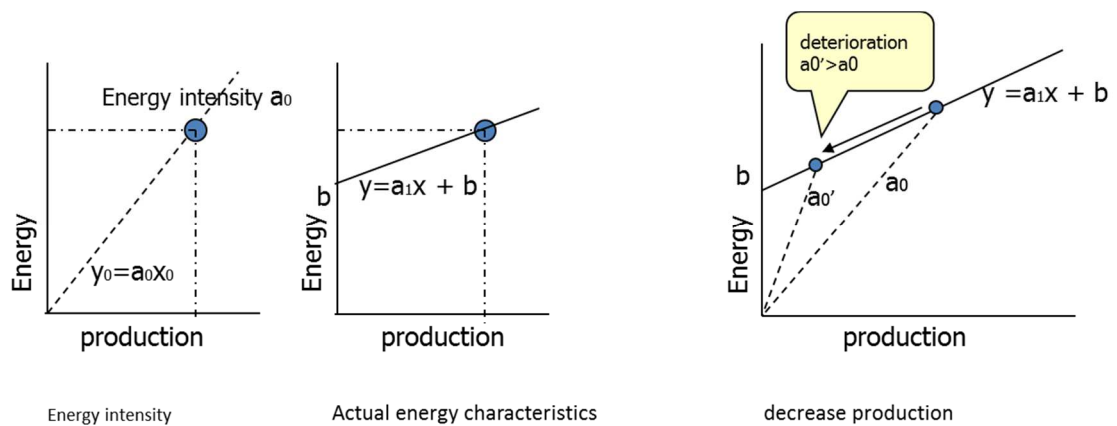 Energy intensity a0
y0=a0x0
Energy
production
Energy intensity
b
y=a1x + b
Energy
production
Actual energy characteristics
deterioration
a0'>a0
y =a1x + b
b
a0'
a0
Energy
production
decrease production